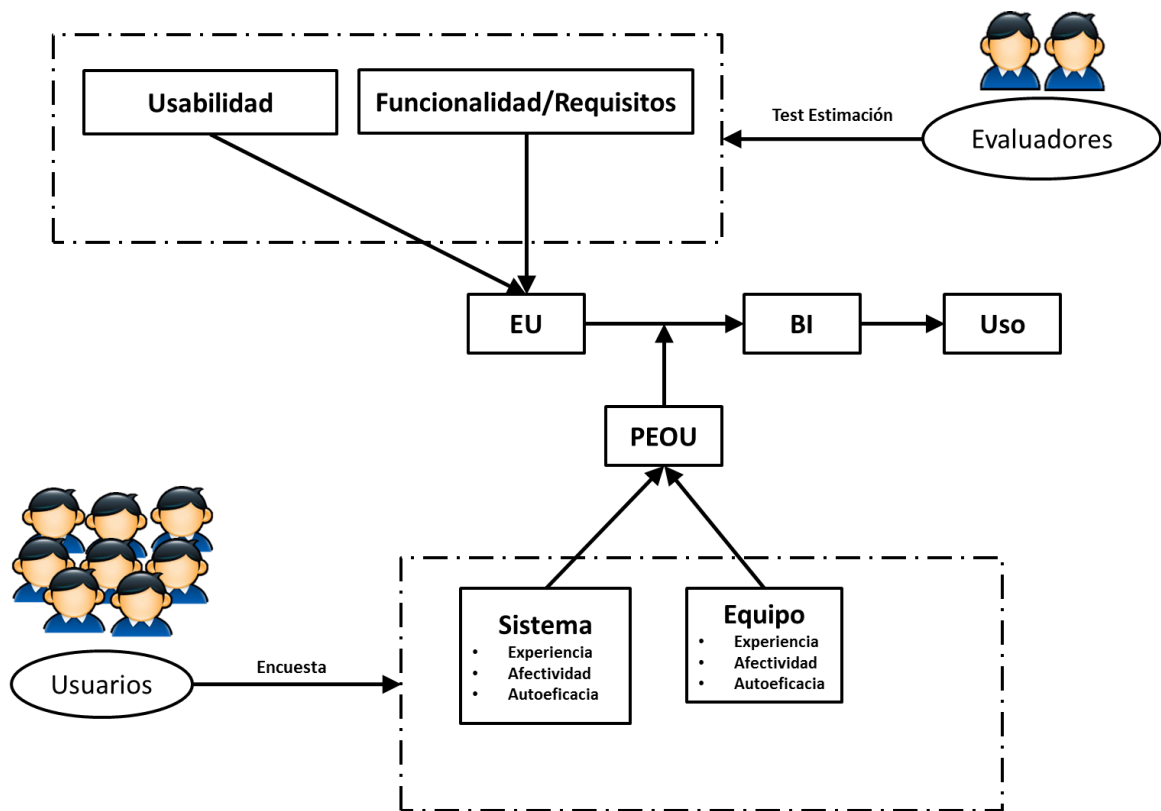 Usabilidad
Funcionalidad/Requisitos
Test Estimación
Evaluadores
EU
BI
Uso
PEOU
Usuarios
Encuesta
Sistema
• Experiencia
• Afectividad
• Autoeficacia
Equipo
• Experiencia
• Afectividad
• Autoeficacia